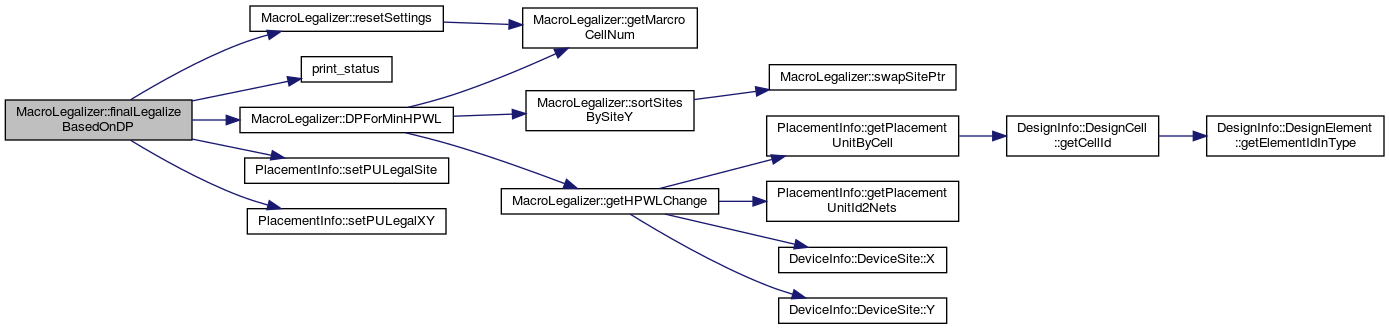 MacroLegalizer::finalLegalize
BasedOnDP
MacroLegalizer::resetSettings
print_status
MacroLegalizer::DPForMinHPWL
PlacementInfo::setPULegalSite
PlacementInfo::setPULegalXY
MacroLegalizer::getMarcro
CellNum
MacroLegalizer::sortSites
BySiteY
MacroLegalizer::getHPWLChange
MacroLegalizer::swapSitePtr
PlacementInfo::getPlacement
UnitByCell
PlacementInfo::getPlacement
UnitId2Nets
DeviceInfo::DeviceSite::X
DeviceInfo::DeviceSite::Y
DesignInfo::DesignCell
::getCellId
DesignInfo::DesignElement
::getElementIdInType